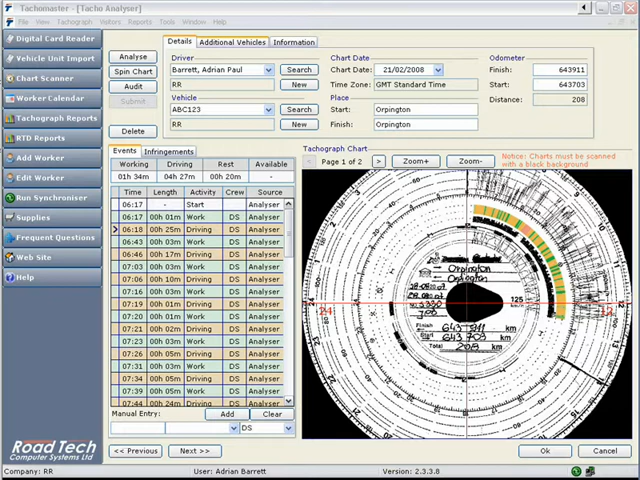 Tachomaster - [Tacho Analyser]
File View Tachograph Visitors Reports Tools Window Help
Digital Card Reader
Vehicle Unit Import
Chart Scanner
Worker Calendar
Tachograph Reports
RTD Reports
Add Worker
Edit Worker
Run Synchroniser
Supplies
Frequent Questions
Web Site
Help
Road Tech
Computer Systems Ltd
Analyse
Spin Chart
Audit
Submit
Delete
Details Additional Vehicles Information
Driver
Barrett, Adrian Paul Search
RR New
Vehicle
ABC123 Search
RR New
Chart Date
Chart Date: 21/02/2008
Time Zone: GMT Standard Time
Place
Start: Orpington
Finish: Orpington
Odometer
Finish: 643911
Start: 643703
Distance: 208
Events Infringements
Working Driving Rest Available
01h 34m 04h 27m 00h 20m -
Time Length Activity Crew Source
06:17 - Start Analyser
06:17 00h 01m Work DS Analyser
06:18 00h 25m Driving DS Analyser
06:43 00h 03m Work DS Analyser
06:46 00h 17m Driving DS Analyser
07:03 00h 03m Work DS Analyser
07:06 00h 10m Driving DS Analyser
07:16 00h 03m Work DS Analyser
07:19 00h 01m Driving DS Analyser
07:20 00h 01m Work DS Analyser
07:21 00h 02m Driving DS Analyser
07:23 00h 03m Work DS Analyser
07:26 00h 05m Driving DS Analyser
07:31 00h 03m Work DS Analyser
07:34 00h 05m Driving DS Analyser
07:39 00h 05m Work DS Analyser
07:44 00h 24m Driving DS Analyser
Manual Entry: Add Clear
DS
<< Previous Next >>
Tachograph Chart
- Page 1 of 2 > Zoom+ Zoom-
Notice: Charts must be scanned with a black background
Orpington
Orpington
125
Finish 643 911 km
Start 643 703 km
Total 208 km
24
12
Ok Cancel
Company: RR User: Adrian Barrett Version: 2.3.3.8